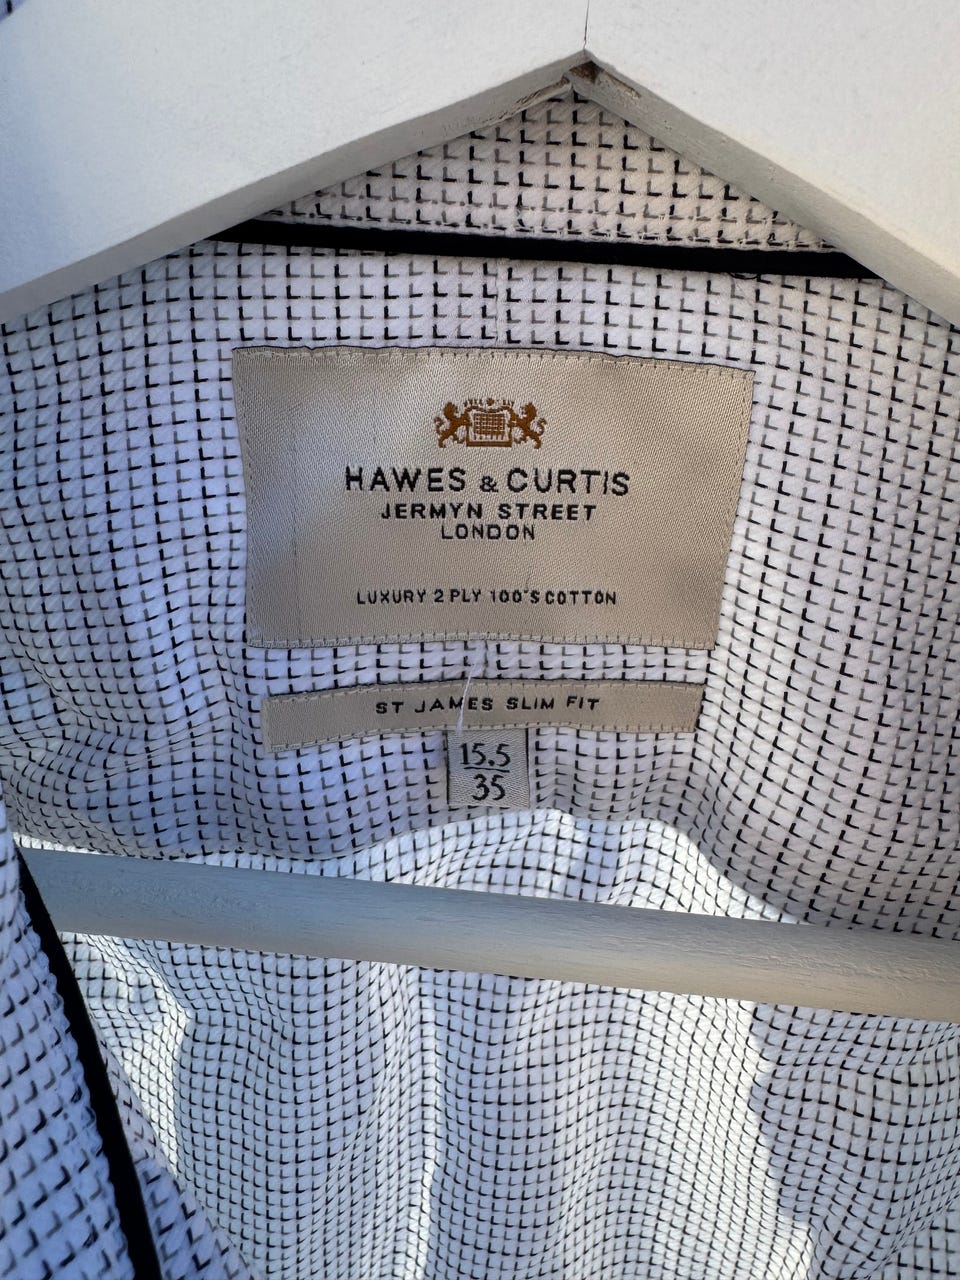 HAWES & CURTIS
JERMYN STREET
LONDON
LUXURY 2 PLY 100'S COTTON
ST JAMES SLIM FIT
15.5
35